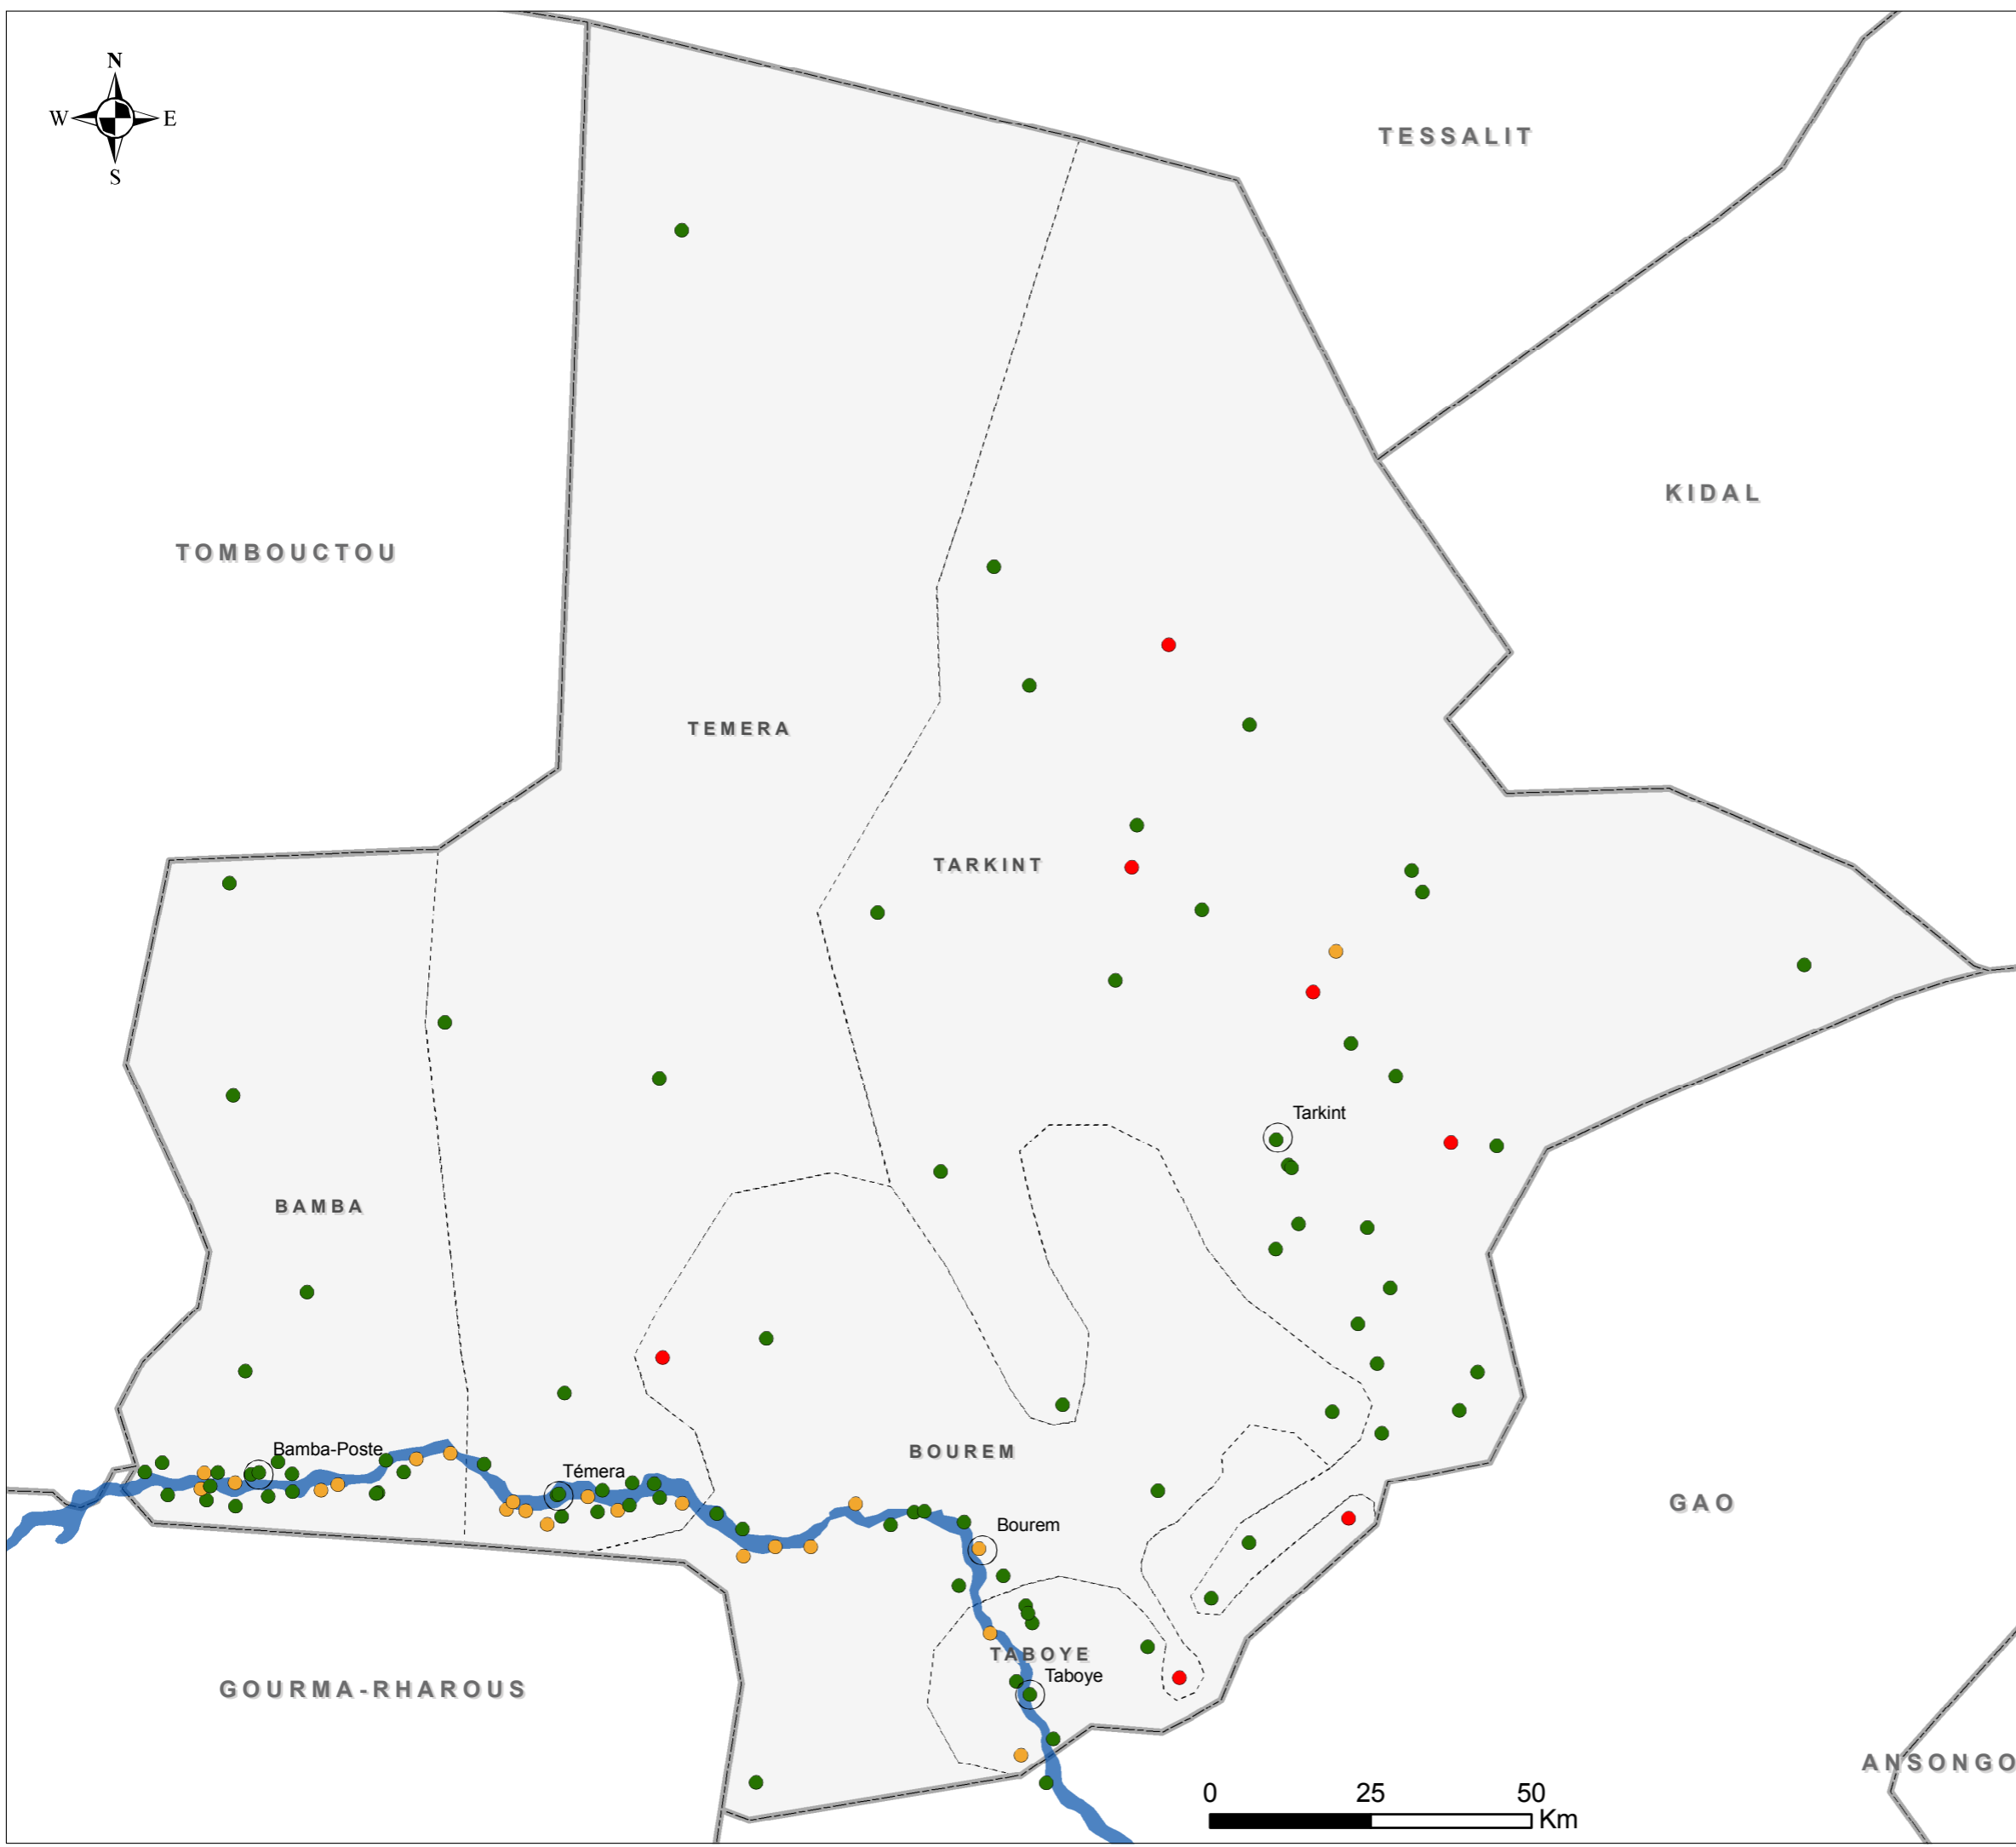 N
W E
S
TESSALIT
KIDAL
TOMBOUCTOU
TEMERA
TARKINT
Tarkint
BAMBA
Bamba-Poste
Témera
BOUREM
GAO
Bourem
TABOYE
Taboye
GOURMA-RHAROUS
ANSONGO
0 25 50
Km